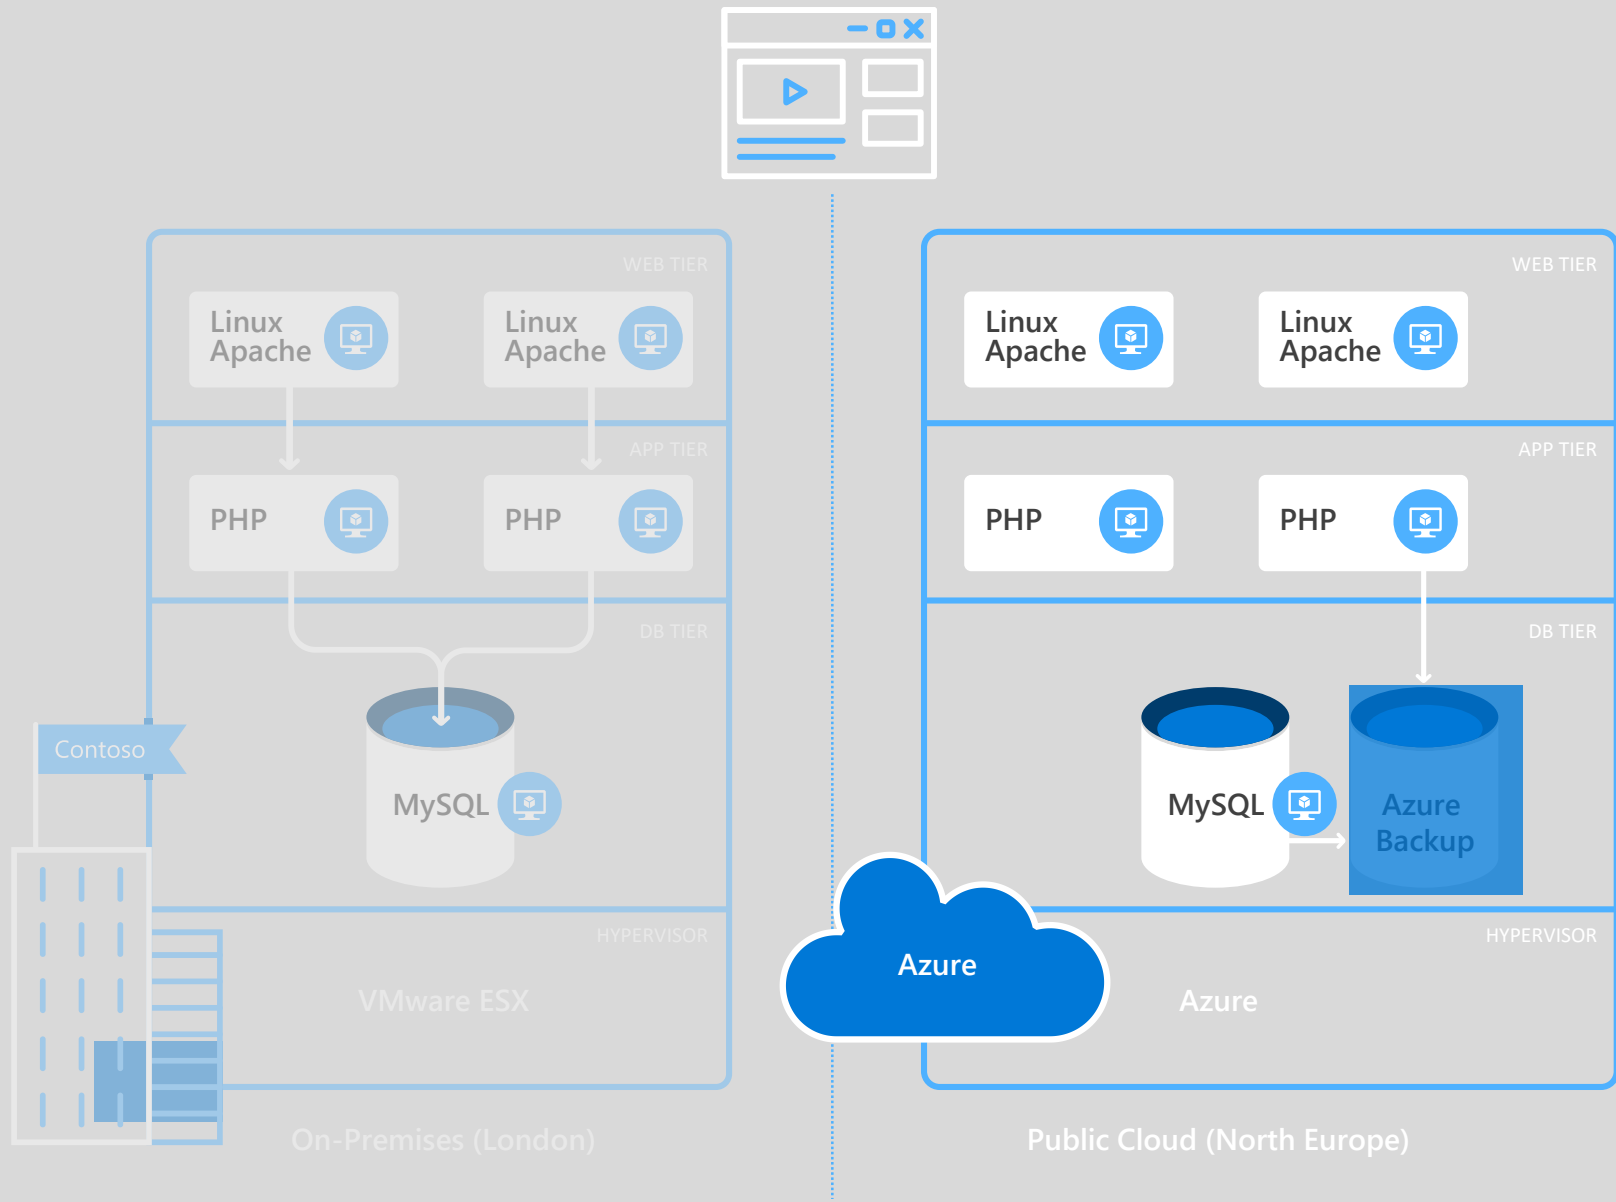 WEB TIER
Linux
Apache
Linux
Apache
APP TIER
PHP
PHP
DB TIER
MySQL
Contoso
HYPERVISOR
VMware ESX
On-Premises (London)
WEB TIER
Linux
Apache
Linux
Apache
APP TIER
PHP
PHP
DB TIER
MySQL
Azure
Backup
HYPERVISOR
Azure
Azure
Public Cloud (North Europe)